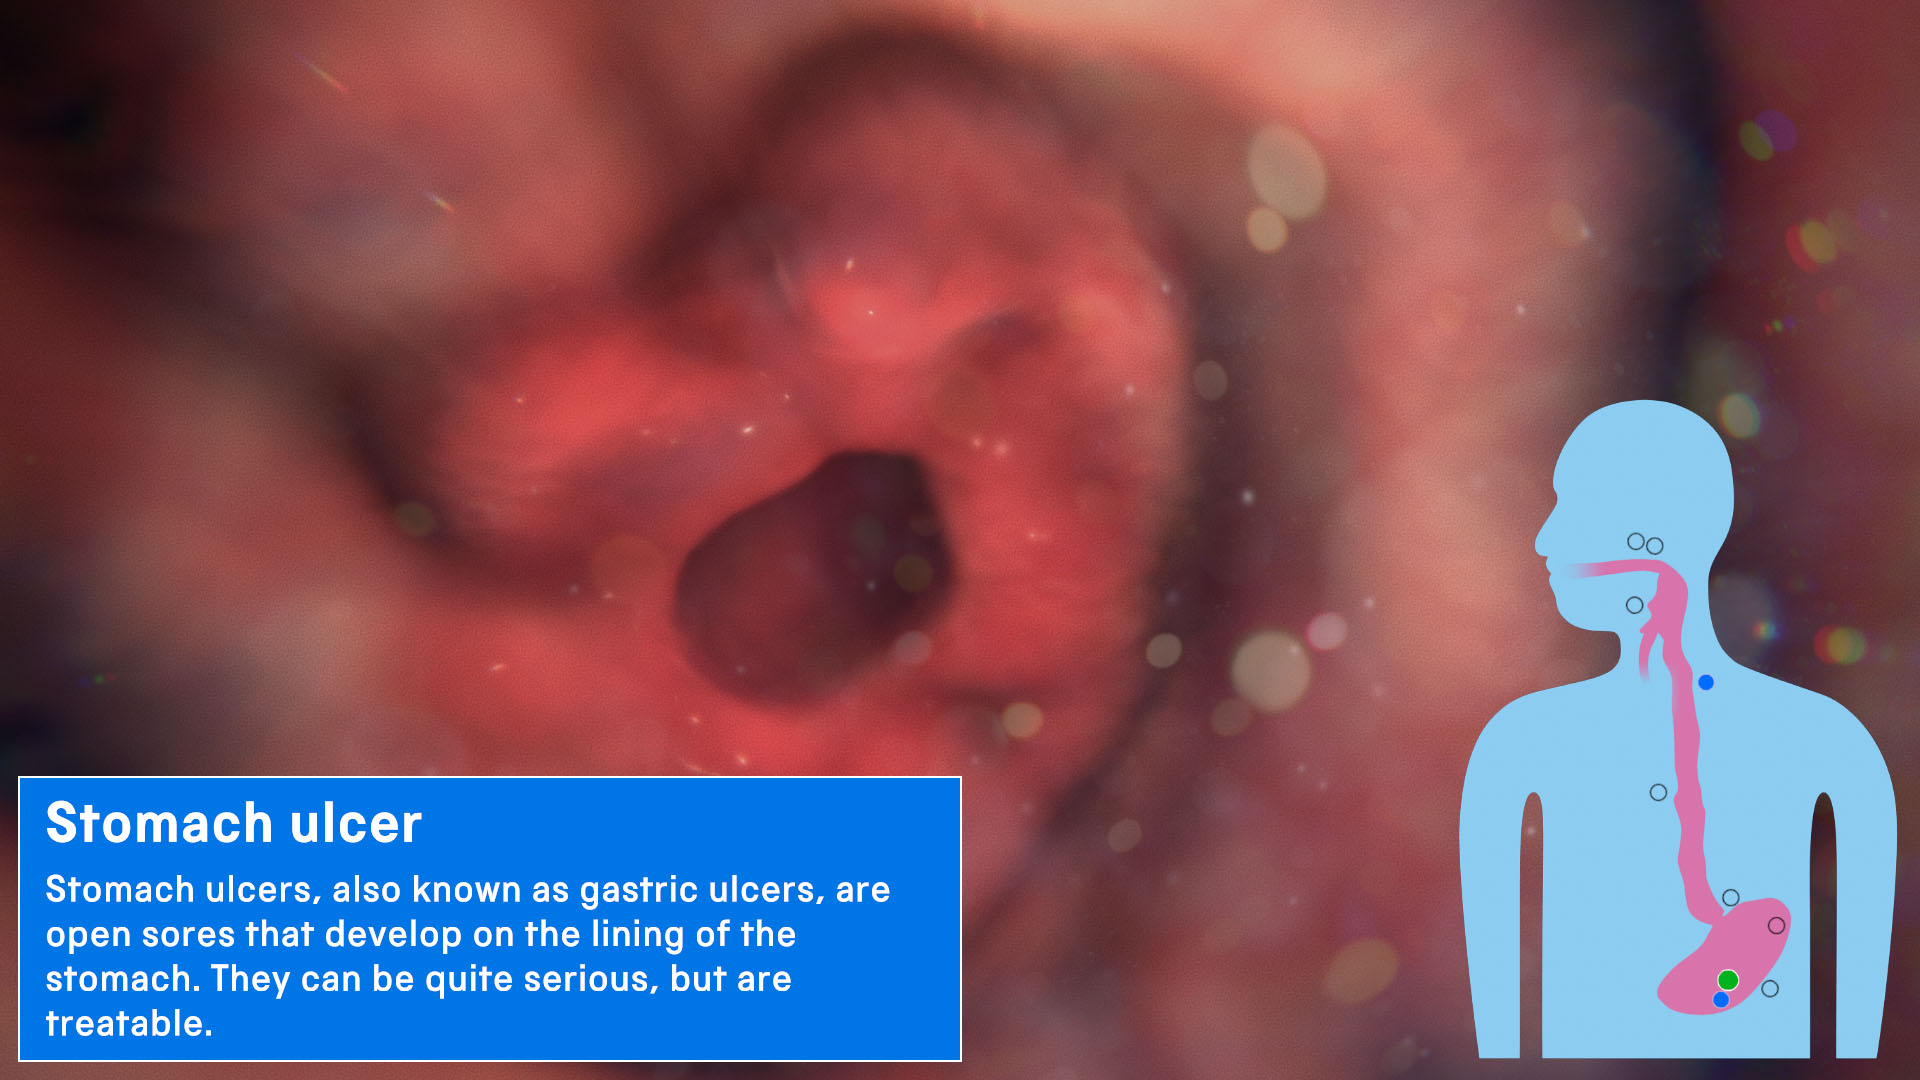 Stomach ulcer
Stomach ulcers, also known as gastric ulcers, are
open sores that develop on the lining of the
stomach. They can be quite serious, but are
treatable.